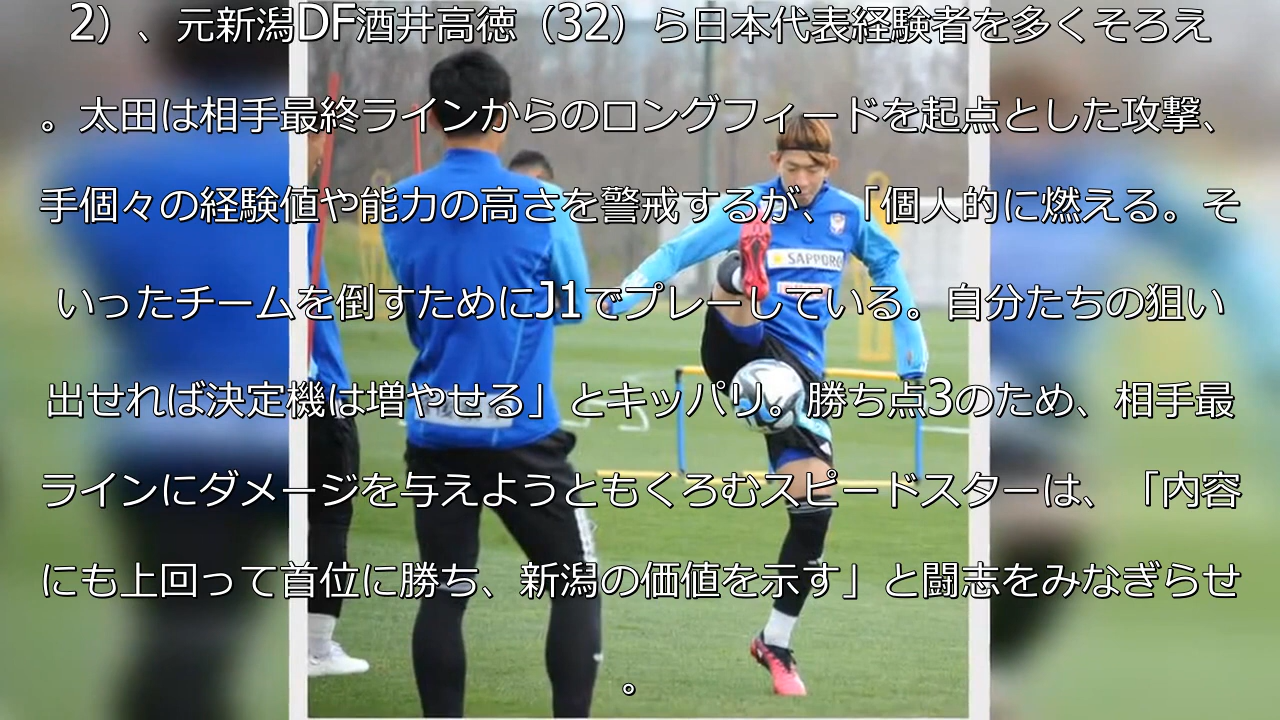 2）、元新潟DF酒井高徳（32）ら日本代表経験者を多くそろえ
。太田は相手最終ラインからのロングフィードを起点とした攻撃、
手個々の経験値や能力の高さを警戒するが、「個人的に燃える。そ
いったチームを倒すためにJ1でプレーしている。自分たちの狙い
出せれば決定機は増やせる」とキッパリ。勝ち点3のため、相手最
ラインにダメージを与えようともくろむスピードスターは、「内容
にも上回って首位に勝ち、新潟の価値を示す」と闘志をみなぎらせ
。
SAPPORO